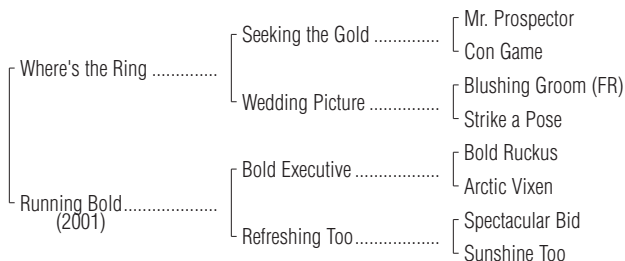 Mr. Prospector
Seeking the Gold ..............
Con Game
Where's the Ring ..............
Blushing Groom (FR)
Wedding Picture ...............
Strike a Pose
Bold Ruckus
Bold Executive ..................
Arctic Vixen
Running Bold....................
(2001)
Spectacular Bid
Refreshing Too..................
Sunshine Too